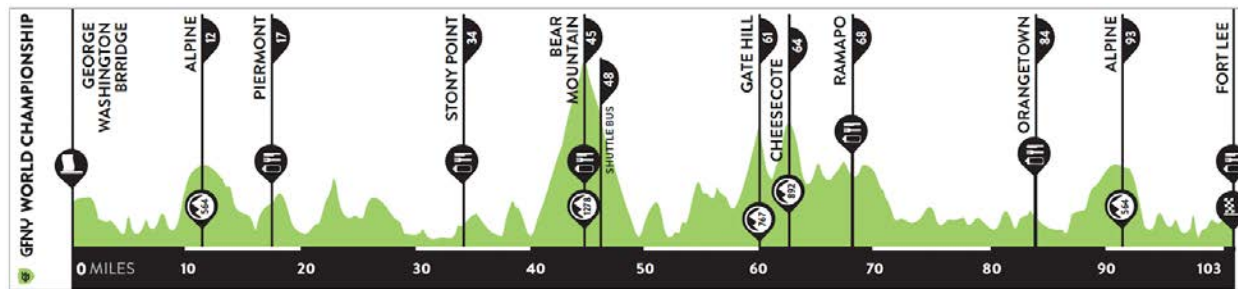 GFNY WORLD CHAMPIONSHIP
GEORGE
WASHINGTON
BRRIDGE
ALPINE
12
564
PIERMONT
17
STONY POINT
34
BEAR
MOUNTAIN
45
1278
48
SHUTTLE BUS
GATE HILL
61
767
CHEESECOTE
64
892
RAMAPO
68
ORANGETOWN
84
ALPINE
93
564
FORT LEE
0 MILES 10 20 30 40 50 60 70 80 90 103